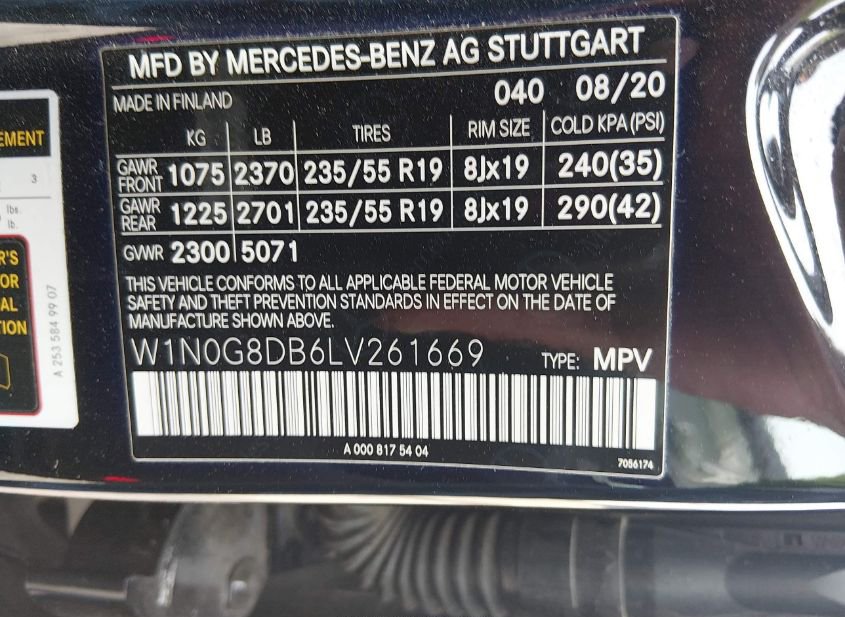 MFD BY MERCEDES-BENZ AG STUTTGART
MADE IN FINLAND 040 08/20
KG LB TIRES RIM SIZE COLD KPA (PSI)
GAWR FRONT 1075 2370 235/55 R19 8Jx19 240(35)
GAWR REAR 1225 2701 235/55 R19 8Jx19 290(42)
GVWR 2300 5071
THIS VEHICLE CONFORMS TO ALL APPLICABLE FEDERAL MOTOR VEHICLE
SAFETY AND THEFT PREVENTION STANDARDS IN EFFECT ON THE DATE OF
MANUFACTURE SHOWN ABOVE.
W1N0G8DB6LV261669 TYPE: MPV
A 000 817 54 04
7056174
3
lbs.
lb.
A 253 584 99 07